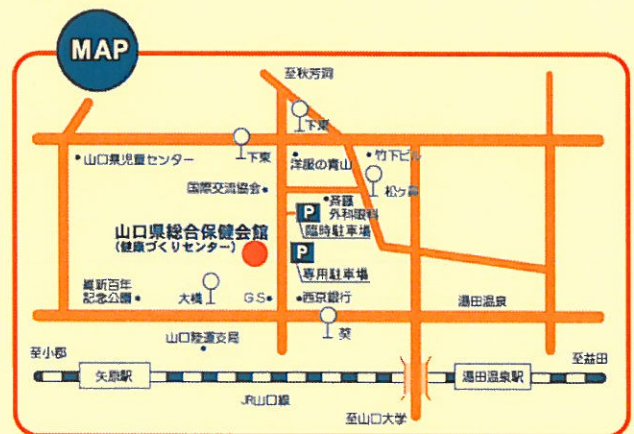 MAP
至秋芳洞
下東
下東
山口県児童センター
洋服の青山
竹下ビル
国際交流協会
斉藤
外科眼科
P
臨時駐車場
山口県総合保健会館
(健康づくりセンター)
P
専用駐車場
維新百年
記念公園
大橋
GS
西京銀行
湯田温泉
葵
山口陸運支局
至小郡
矢原駅
湯田温泉駅
至益田
JR山口線
至山口大学